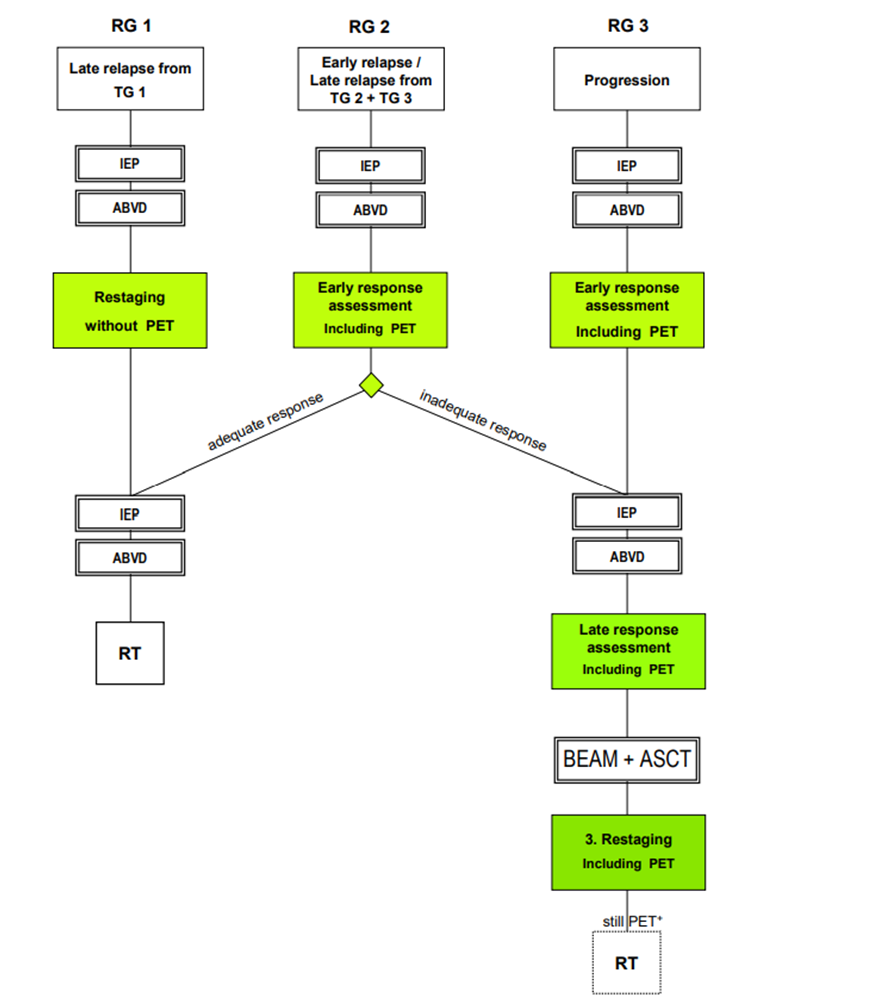 RG 1
RG 2
RG 3
Late relapse from
TG 1
Early relapse /
Late relapse from
TG 2 + TG 3
Progression
IEP
IEP
IEP
ABVD
ABVD
ABVD
Restaging
without PET
Early response
assessment
Including PET
Early response
assessment
Including PET
adequate response
inadequate response
IEP
IEP
ABVD
ABVD
RT
Late response
assessment
Including PET
BEAM + ASCT
3. Restaging
Including PET
still PET⁺
RT